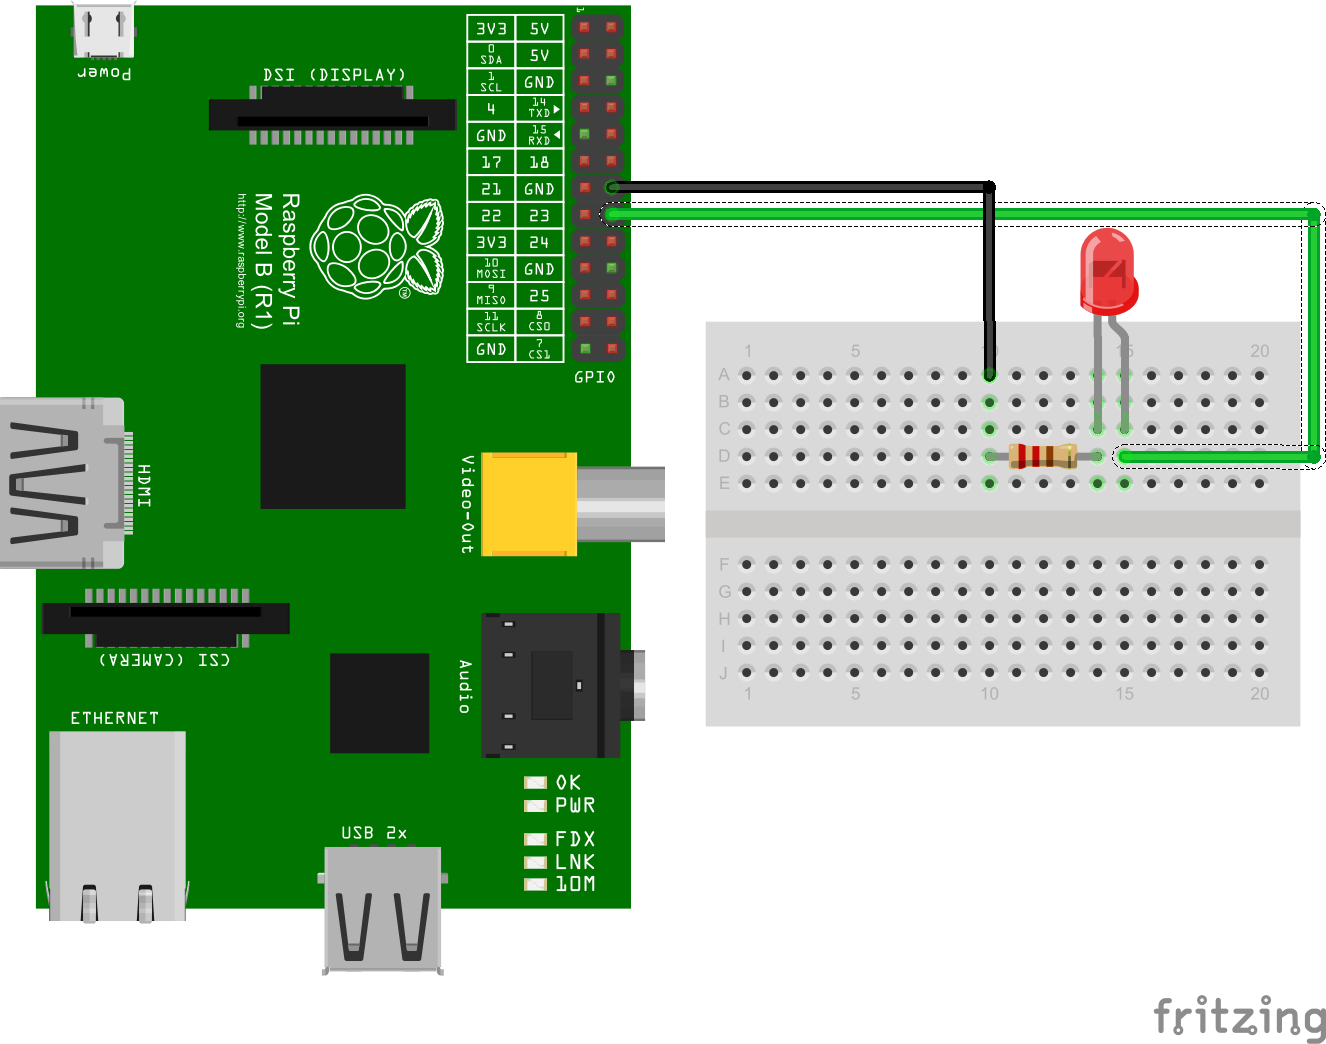 1
3V3 5V
0 SDA 5V
1 SCL GND
4 14 TXD
GND 15 RXD
17 18
21 GND
22 23
3V3 24
10 MOSI GND
9 MISO 25
11 SCLK 8 CS0
GND 7 CS1
GPIO
Power
DSI (DISPLAY)
Raspberry Pi
Model B (R1)
http://www.raspberrypi.org
TM
HDMI
Video-Out
CSI (CAMERA)
Audio
ETHERNET
USB 2x
OK
PWR
FDX
LNK
10M
1 5 10 15 20
A
B
C
D
E
F
G
H
I
J
1 5 10 15 20
fritzing